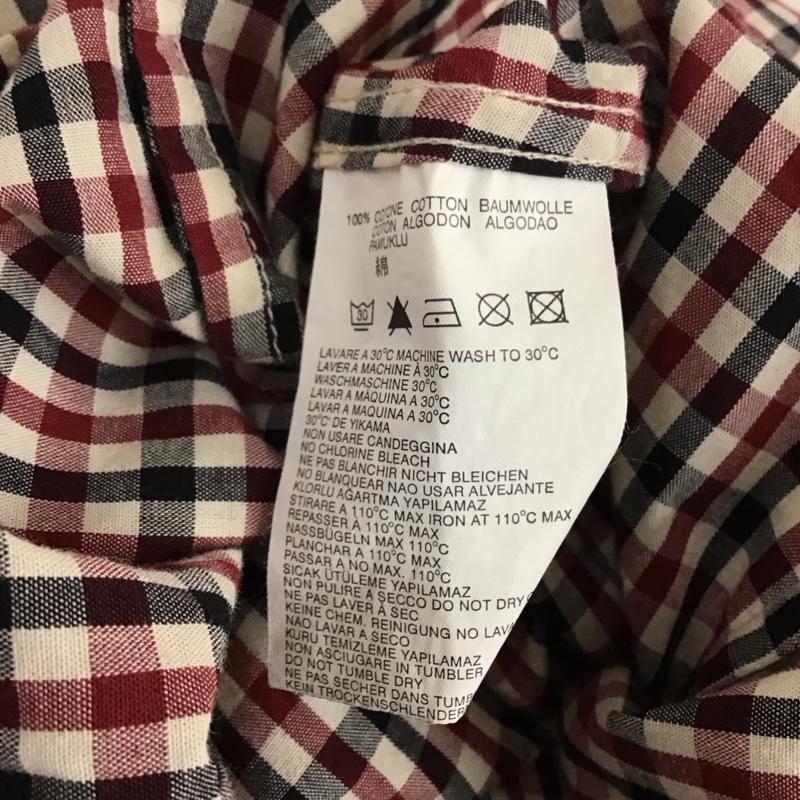 100% COTONE COTTON BAUMWOLLE
COTON ALGODON ALGODAO
PAMUKLU
綿
30
LAVARE A 30°C MACHINE WASH TO 30°C
LAVER A MACHINE À 30°C
WASCHMASCHINE 30°C
LAVAR A MÁQUINA A 30°C
LAVAR A MAQUINA A 30°C
30°C' DE YIKAMA
NON USARE CANDEGGINA
NO CHLORINE BLEACH
NE PAS BLANCHIR NICHT BLEICHEN
NO BLANQUEAR NAO USAR ALVEJANTE
KLORLU AĞARTMA YAPILAMAZ
STIRARE A 110°C MAX IRON AT 110°C MAX
REPASSER À 110°C MAX
NASSBÜGELN MAX 110°C
PLANCHAR A 110°C MAX
PASSAR A NO MAX. 110°C
SICAK ÜTÜLEME YAPILAMAZ
NON PULIRE A SECCO DO NOT DRY
NE PAS LAVER À SEC
KEINE CHEM. REINIGUNG NO LAVA
NAO LAVAR A SECO
KURU TEMIZLEME YAPILAMAZ
NON ASCIUGARE IN TUMBLER
DO NOT TUMBLE DRY
NE PAS SECHER DANS TUMB
KEIN TROCKENSCHLENDER